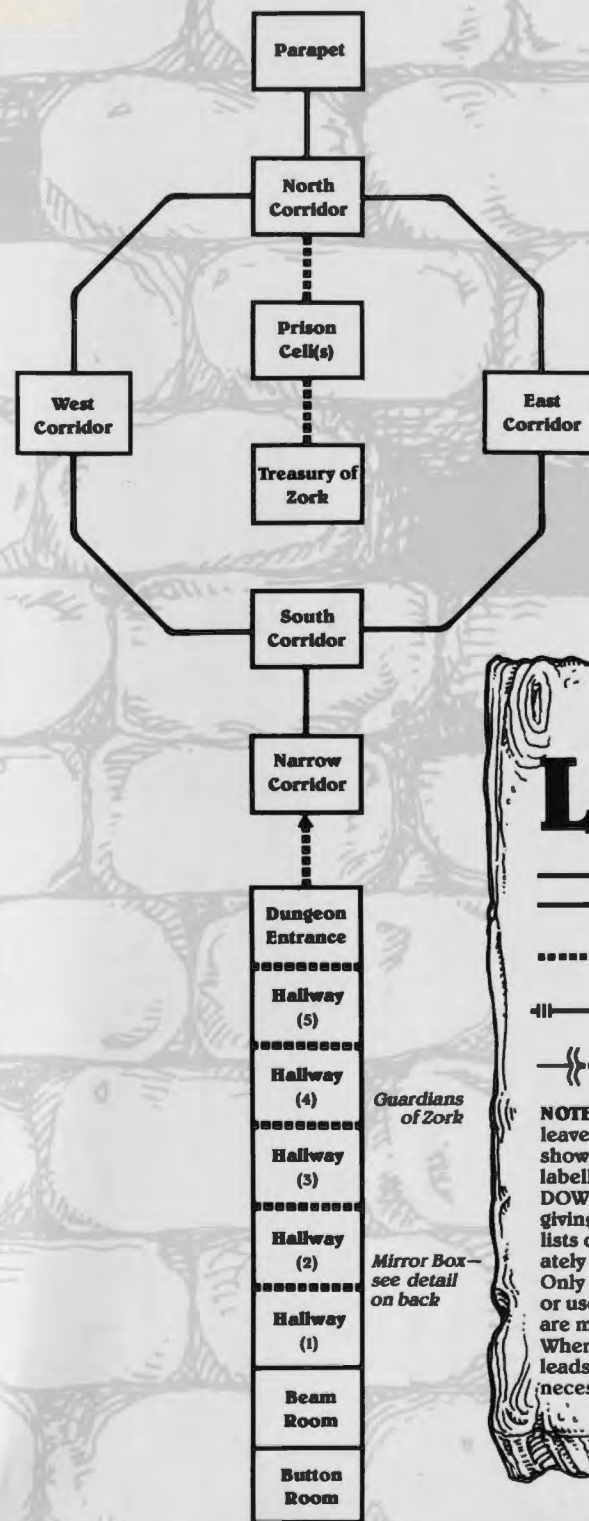 Parapet
North
Corridor
Prison
Cell(s)
West
Corridor
East
Corridor
Treasury of
Zork
South
Corridor
Narrow
Corridor
Dungeon
Entrance
Hallway
(5)
Hallway
(4)
Guardians
of Zork
Hallway
(3)
Hallway
(2)
Mirror Box—
see detail
on back
Hallway
(1)
Beam
Room
Button
Room
L
NOTE
leave
show
labell
DOW
giving
lists o
ately
Only
or use
are m
When
leads
neces